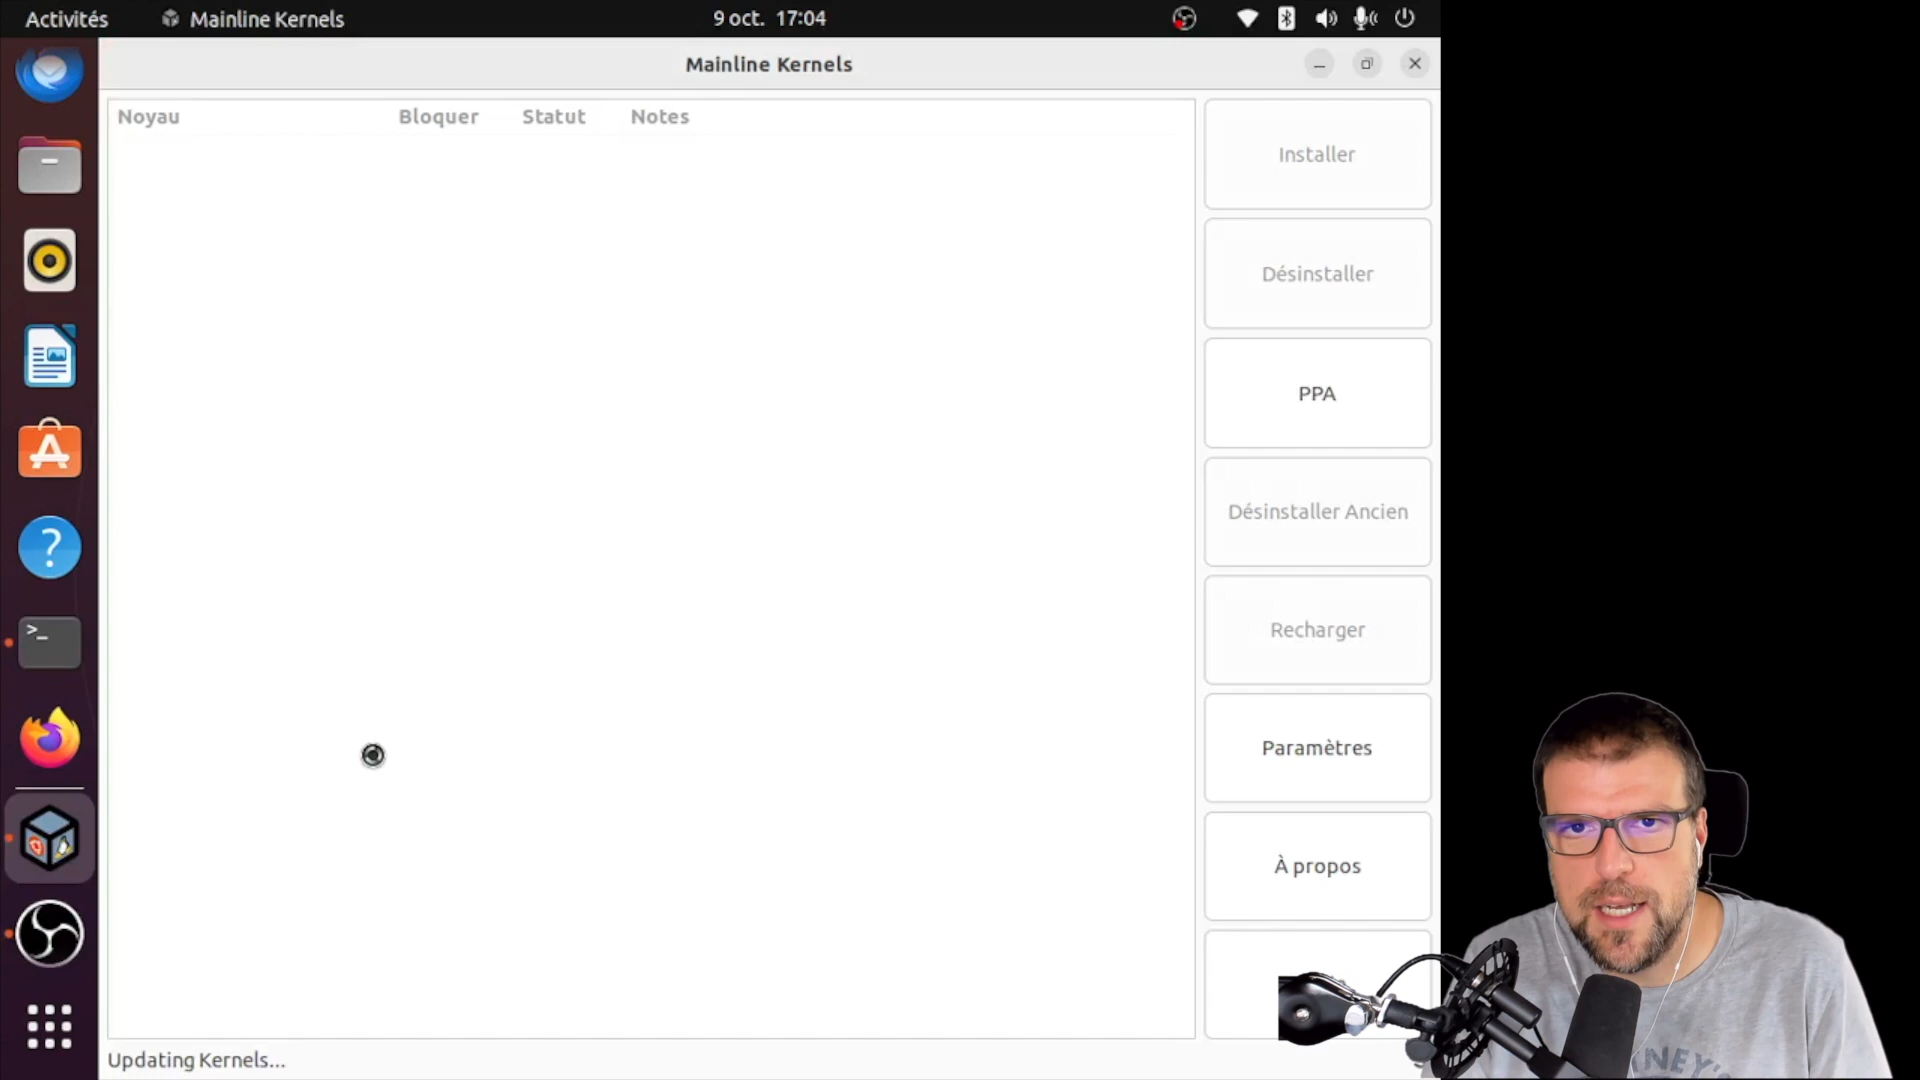 Activités
Mainline Kernels
9 oct. 17:04
Mainline Kernels
Noyau
Bloquer
Statut
Notes
Installer
Désinstaller
PPA
Désinstaller Ancien
Recharger
Paramètres
À propos
Updating Kernels...